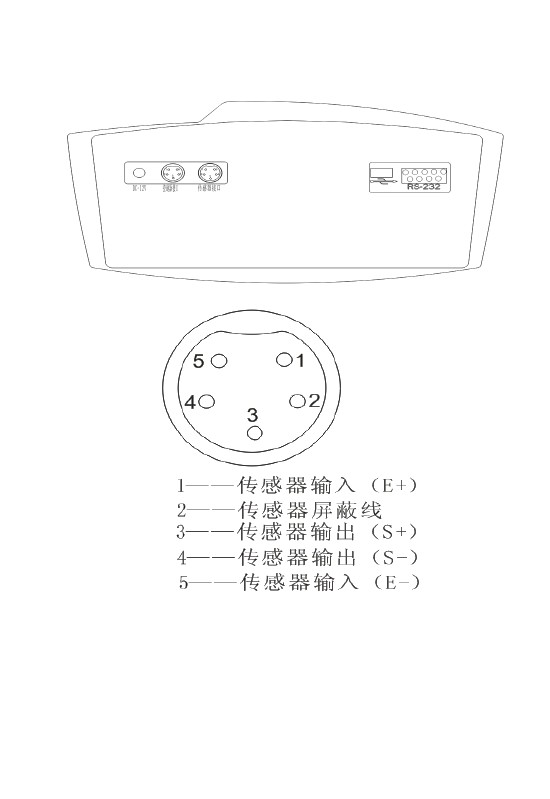 RS-232
5
1
4
2
3
1——传感器输入（E+）
2——传感器屏蔽线
3——传感器输出（S+）
4——传感器输出（S-）
5——传感器输入（E-）